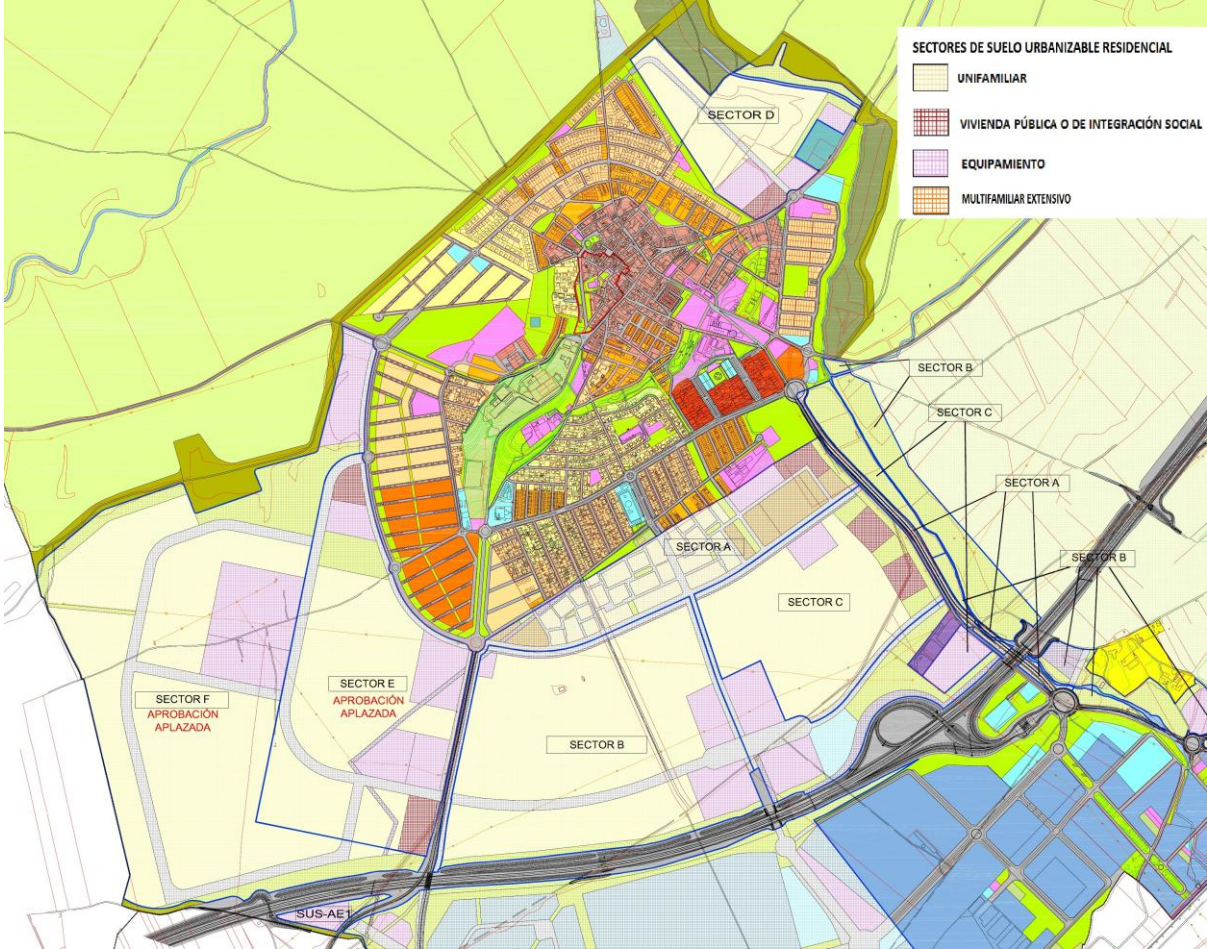 SECTORES DE SUELO URBANIZABLE RESIDENCIAL
UNIFAMILIAR
VIVIENDA PÚBLICA O DE INTEGRACIÓN SOCIAL
EQUIPAMIENTO
MULTIFAMILIAR EXTENSIVO
SECTOR D
SECTOR B
SECTOR C
SECTOR A
SECTOR B
SECTOR A
SECTOR C
SECTOR E
APROBACIÓN
APLAZADA
SECTOR F
APROBACIÓN
APLAZADA
SECTOR B
SUS-AE1